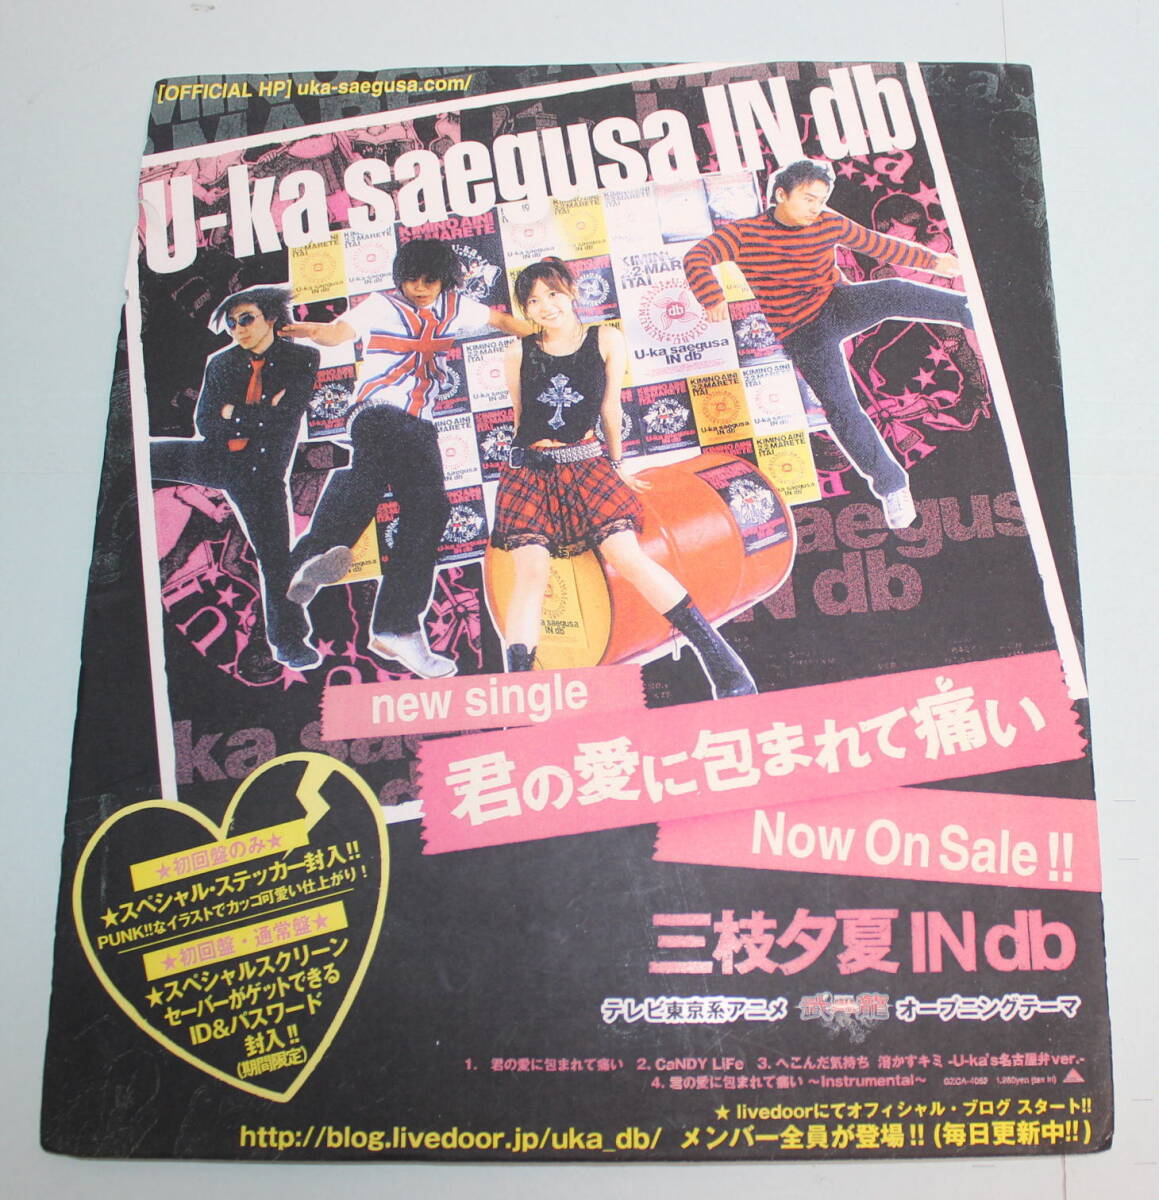 [OFFICIAL HP] uka-saegusa.com/
U-ka saegusa IN db
KIMINO AINI
22MARETE
ITAI
U-ka saegusa
IN db
new single
君の愛に包まれて痛い
Now On Sale !!
三枝夕夏 IN db
テレビ東京系アニメ オープニングテーマ
★初回盤のみ★
★スペシャル・ステッカー封入!!
PUNK!!なイラストでカッコ可愛い仕上がり!
★初回盤・通常盤★
★スペシャルスクリーン
セーバーがゲットできる
ID&パスワード
封入!!
(期間限定)
1. 君の愛に包まれて痛い 2. CaNDY LiFe 3. へこんだ気持ち 溶かすキミ -U-ka's名古屋弁ver.-
4. 君の愛に包まれて痛い ～Instrumental～
★ livedoorにてオフィシャル・ブログ スタート!!
http://blog.livedoor.jp/uka_db/ メンバー全員が登場!! (毎日更新中!!)